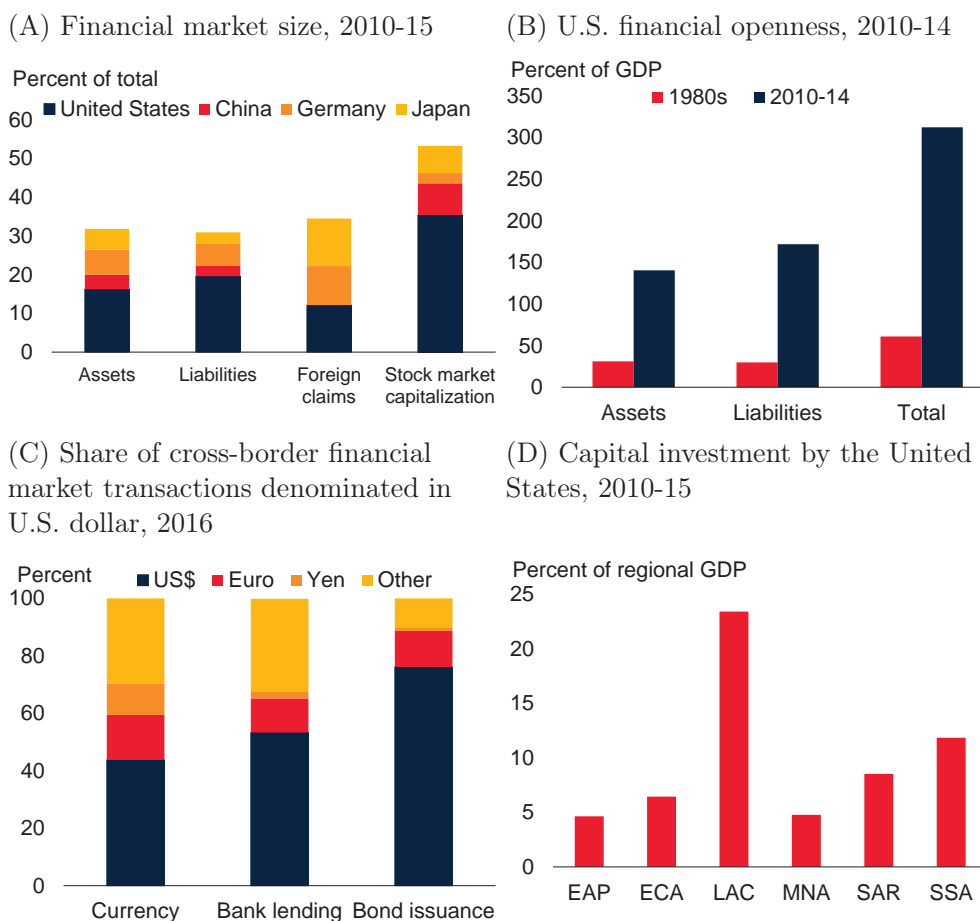 (A) Financial market size, 2010-15
Percent of total
United States China Germany Japan
60
50
40
30
20
10
0
Assets Liabilities Foreign claims Stock market capitalization
(B) U.S. financial openness, 2010-14
Percent of GDP
350
1980s 2010-14
300
250
200
150
100
50
0
Assets Liabilities Total
(C) Share of cross-border financial
market transactions denominated in
U.S. dollar, 2016
Percent
US$ Euro Yen Other
100
80
60
40
20
0
Currency Bank lending Bond issuance
(D) Capital investment by the United
States, 2010-15
Percent of regional GDP
25
20
15
10
5
0
EAP ECA LAC MNA SAR SSA